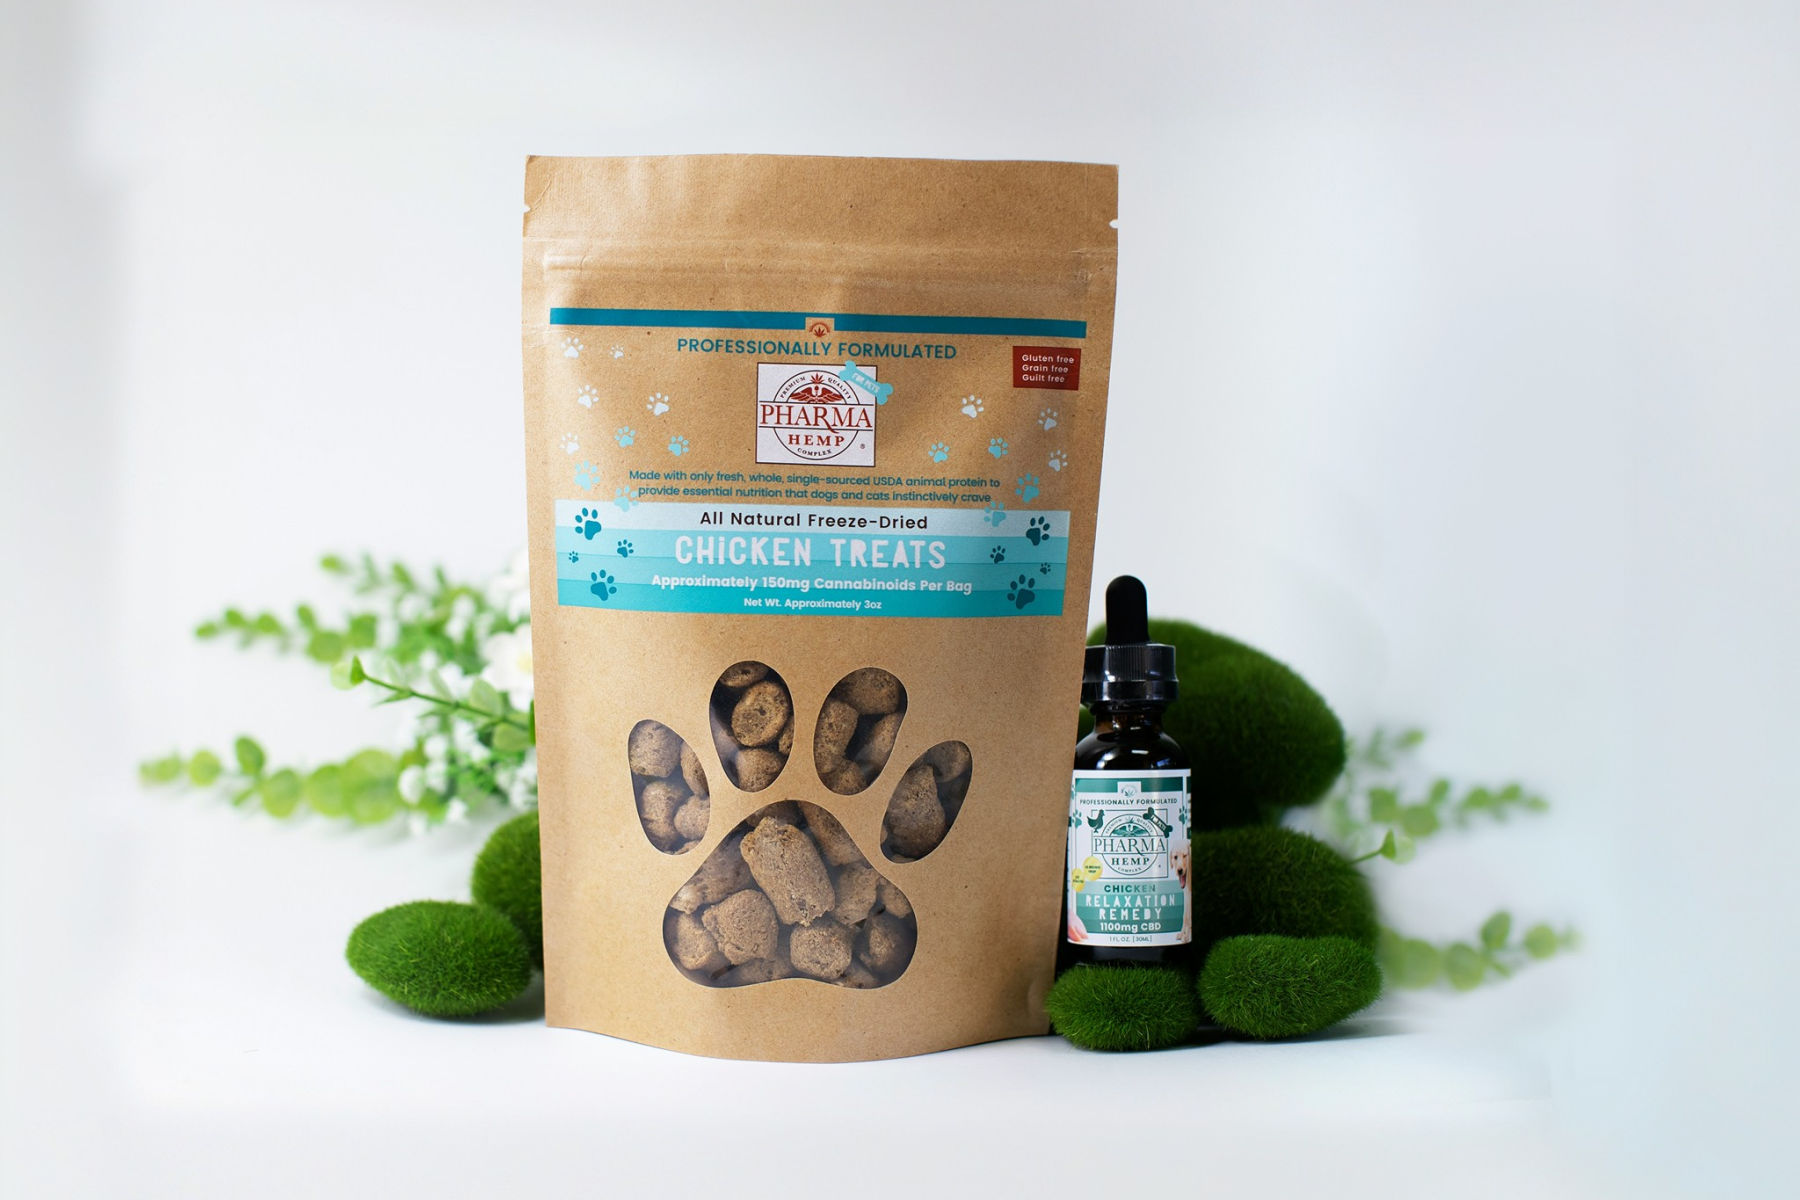 PROFESSIONALLY FORMULATED
Gluten free
Grain free
Guilt free
FOR PETS
PREMIUM QUALITY
PHARMA
HEMP
®
COMPLEX
Made with only fresh, whole, single-sourced USDA animal protein to
provide essential nutrition that dogs and cats instinctively crave
All Natural Freeze-Dried
CHiCKEN TREATS
Approximately 150mg Cannabinoids Per Bag
Net Wt. Approximately 3oz
PROFESSIONALLY FORMULATED
PREMIUM QUALITY
PHARMA
HEMP
COMPLEX
CHICKEN
RELAXATION
REMEDY
1100mg CBD
1 FL OZ. | 30ML |